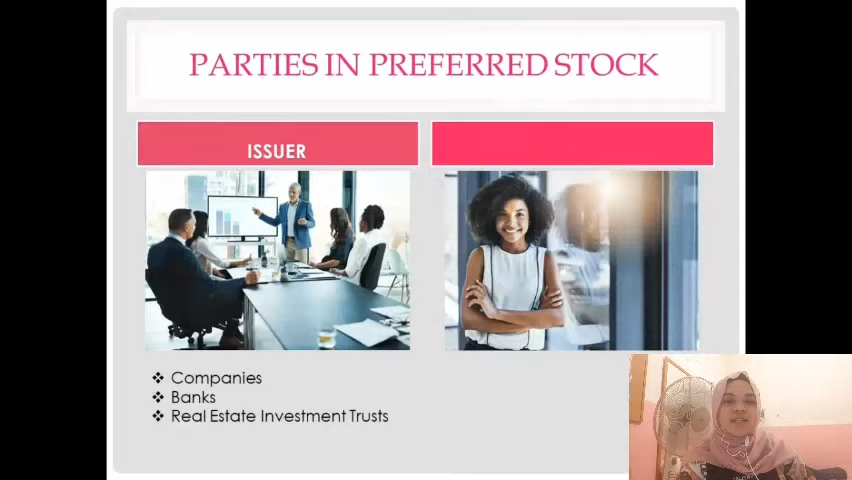 PARTIES IN PREFERRED STOCK
ISSUER
Companies
Banks
Real Estate Investment Trusts